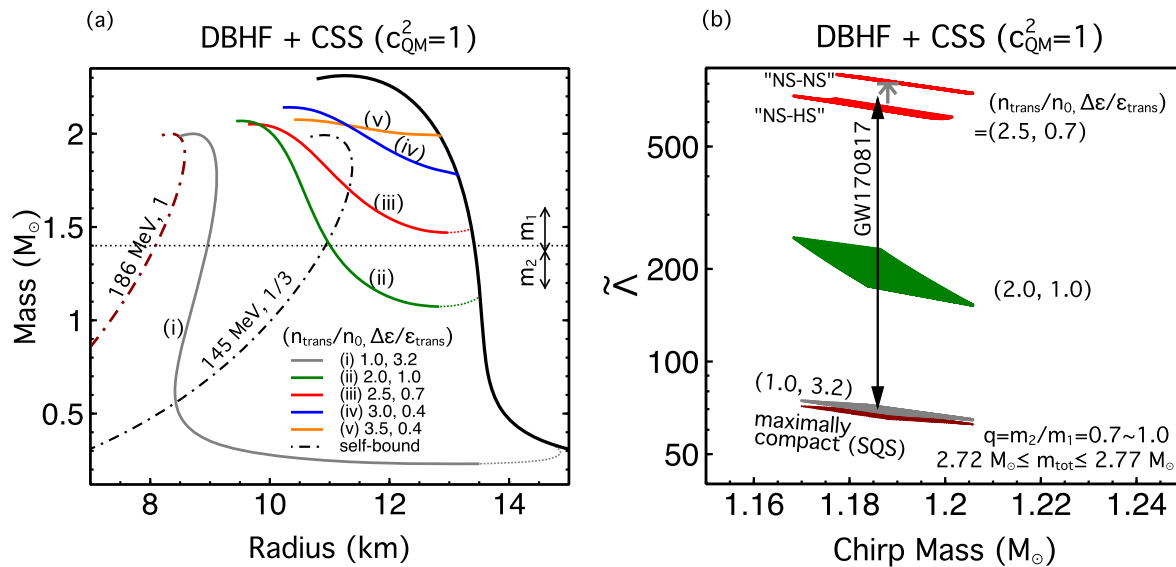 (a)
DBHF + CSS (c²QM=1)
Mass (M⊙)
2
1.5
1
0.5
8
10
12
14
Radius (km)
186 MeV, 1
145 MeV, 1/3
(i)
(ii)
(iii)
(iv)
(v)
m₁
m₂
(ntrans/n₀, Δε/εtrans)
(i) 1.0, 3.2
(ii) 2.0, 1.0
(iii) 2.5, 0.7
(iv) 3.0, 0.4
(v) 3.5, 0.4
self-bound
(b)
DBHF + CSS (c²QM=1)
Λ̃
500
200
100
50
1.16
1.18
1.2
1.22
1.24
Chirp Mass (M⊙)
"NS-NS"
"NS-HS"
(ntrans/n₀, Δε/εtrans)
=(2.5, 0.7)
GW170817
(2.0, 1.0)
(1.0, 3.2)
maximally
compact (SQS)
q=m₂/m₁=0.7~1.0
2.72 M⊙≤ mtot≤ 2.77 M⊙